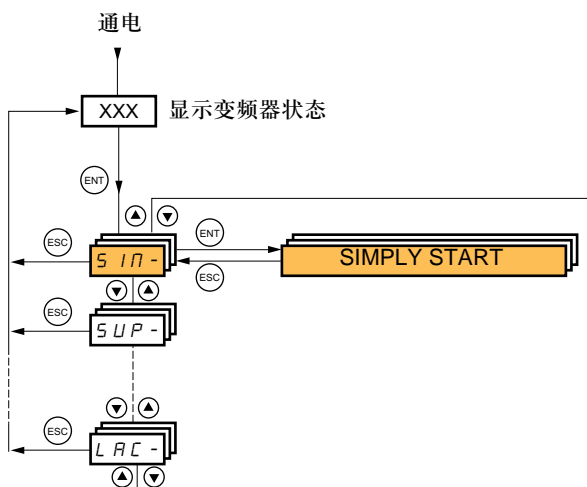 通电
XXX 显示变频器状态
ENT
ESC
SIM-
ENT
SIMPLY START
ESC
ESC
SUP-
ESC
LAC-